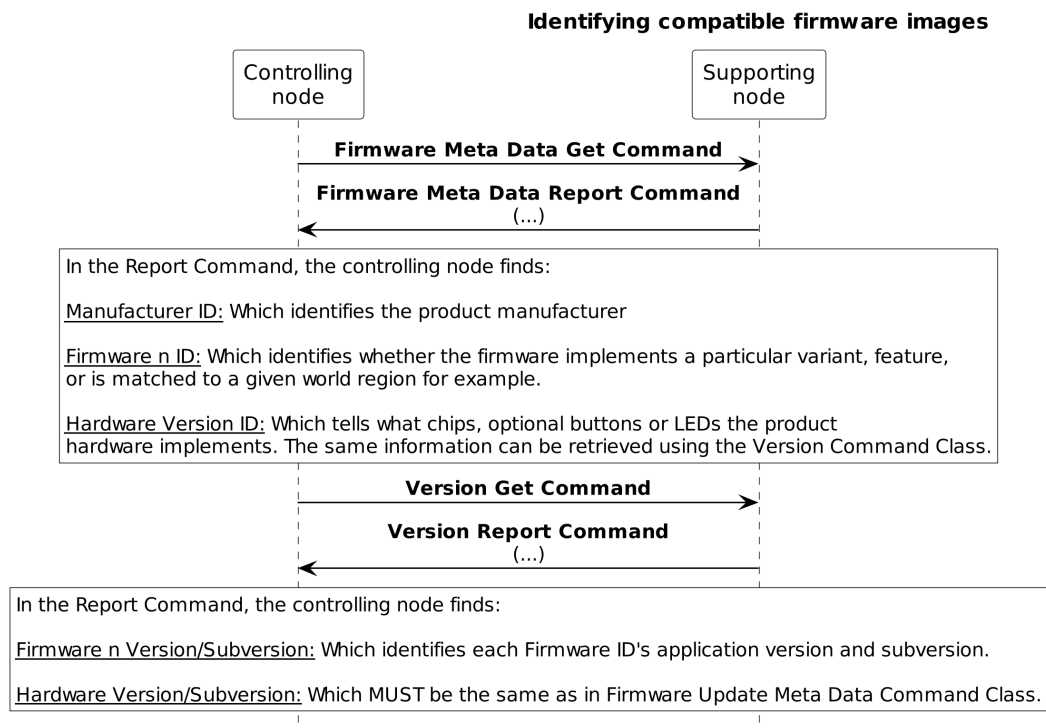 Identifying compatible firmware images
Controlling
node
Supporting
node
Firmware Meta Data Get Command
Firmware Meta Data Report Command
(...)
In the Report Command, the controlling node finds:
Manufacturer ID: Which identifies the product manufacturer
Firmware n ID: Which identifies whether the firmware implements a particular variant, feature,
or is matched to a given world region for example.
Hardware Version ID: Which tells what chips, optional buttons or LEDs the product
hardware implements. The same information can be retrieved using the Version Command Class.
Version Get Command
Version Report Command
(...)
In the Report Command, the controlling node finds:
Firmware n Version/Subversion: Which identifies each Firmware ID's application version and subversion.
Hardware Version/Subversion: Which MUST be the same as in Firmware Update Meta Data Command Class.